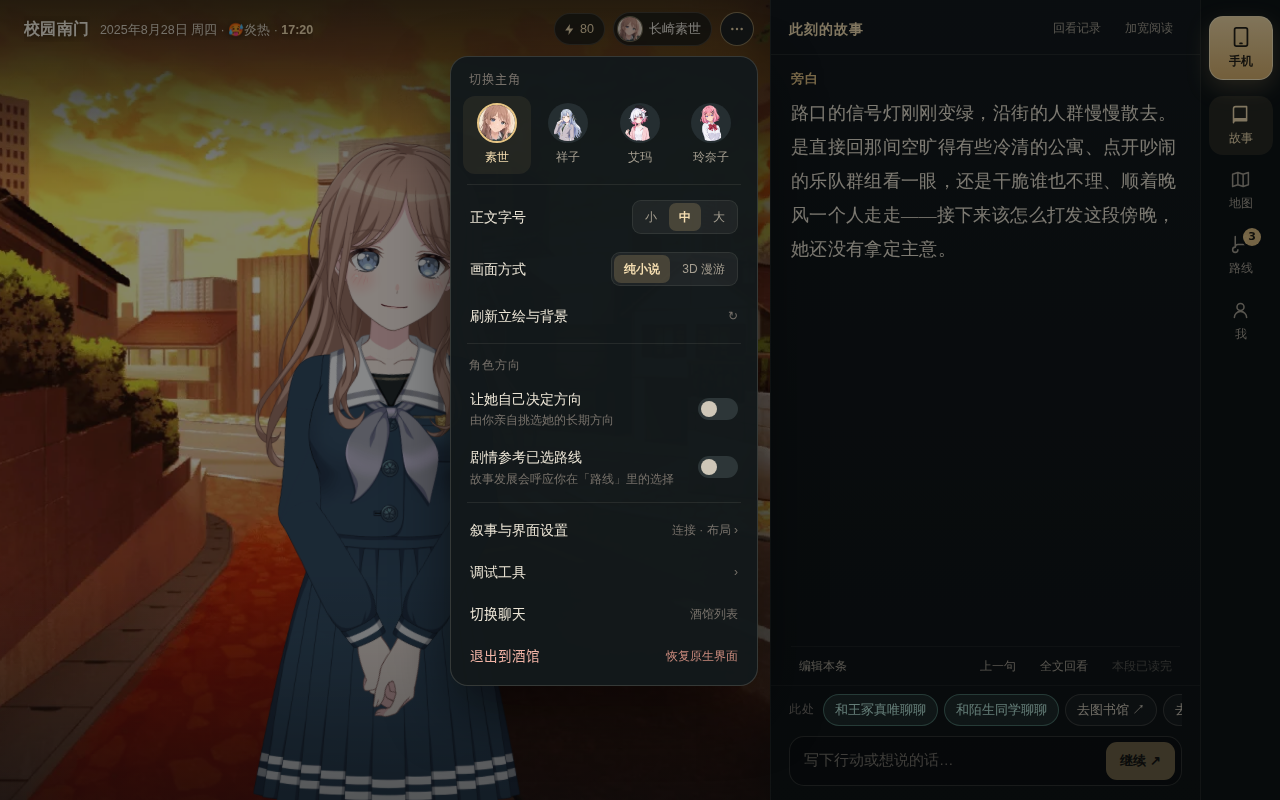 校园南门
2025年8月28日 周四 · 🥵炎热 · 17:20
80
长崎素世
切换主角
素世
祥子
艾玛
玲奈子
正文字号
小
中
大
画面方式
纯小说
3D 漫游
刷新立绘与背景
↻
角色方向
让她自己决定方向
由你亲自挑选她的长期方向
剧情参考已选路线
故事发展会呼应你在「路线」里的选择
叙事与界面设置
连接 · 布局 ›
调试工具
›
切换聊天
酒馆列表
退出到酒馆
恢复原生界面
此刻的故事
回看记录
加宽阅读
旁白
路口的信号灯刚刚变绿，沿街的人群慢慢散去。
是直接回那间空旷得有些冷清的公寓、点开吵闹
的乐队群组看一眼，还是干脆谁也不理、顺着晚
风一个人走走——接下来该怎么打发这段傍晚，
她还没有拿定主意。
编辑本条
上一句
全文回看
本段已读完
此处
和王冢真唯聊聊
和陌生同学聊聊
去图书馆 ↗
写下行动或想说的话…
继续 ↗
手机
故事
地图
3
路线
我